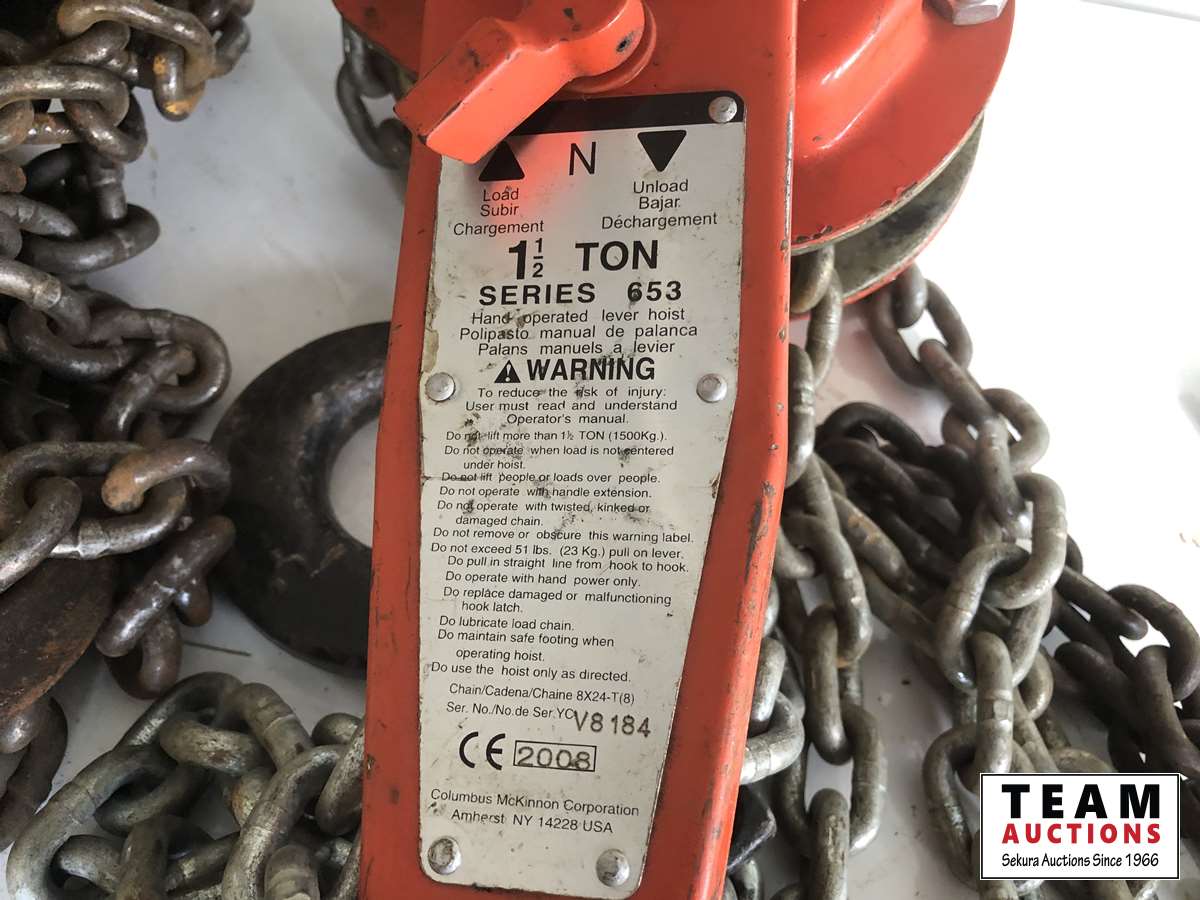 N
Load
Subir
Chargement
Unload
Bajar
Déchargement
1 1/2 TON
SERIES 653
Hand operated lever hoist
Polipasto manual de palanca
Palans manuels a levier
WARNING
To reduce the risk of injury:
User must read and understand
Operator's manual.
Do not lift more than 1½ TON (1500Kg.).
Do not operate when load is not centered
under hoist.
Do not lift people or loads over people.
Do not operate with handle extension.
Do not operate with twisted, kinked or
damaged chain.
Do not remove or obscure this warning label.
Do not exceed 51 lbs. (23 Kg.) pull on lever.
Do pull in straight line from hook to hook.
Do operate with hand power only.
Do replace damaged or malfunctioning
hook latch.
Do lubricate load chain.
Do maintain safe footing when
operating hoist.
Do use the hoist only as directed.
Chain/Cadena/Chaine 8X24-T(8)
Ser. No./No.de Ser.YC V8184
CE 2008
Columbus McKinnon Corporation
Amherst NY 14228 USA
TEAM
AUCTIONS
Sekura Auctions Since 1966